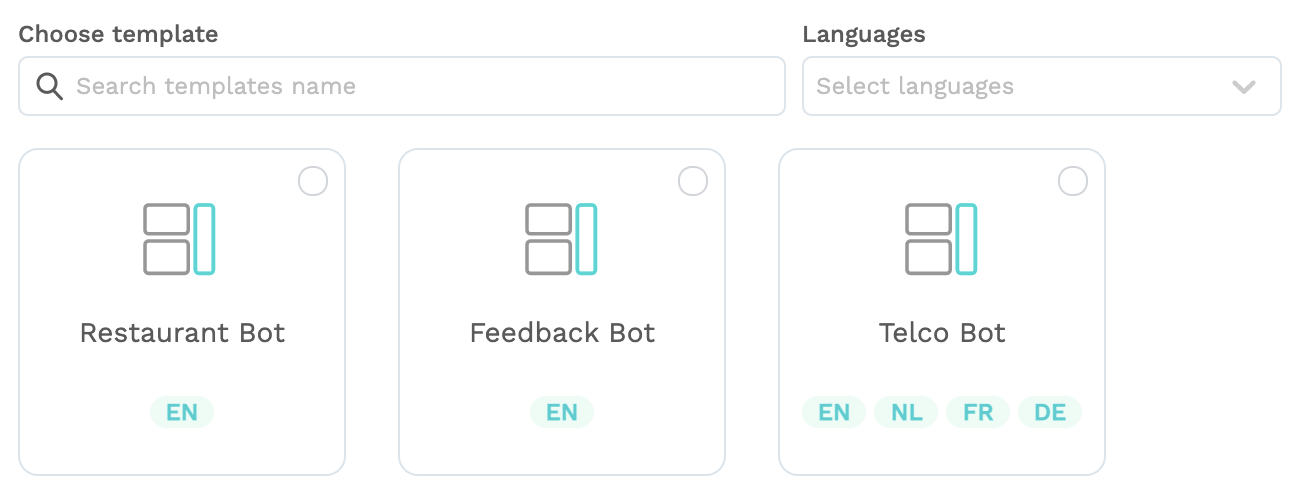 Choose template
Languages
Search templates name
Select languages
Restaurant Bot
Feedback Bot
Telco Bot
EN
EN
EN NL FR DE